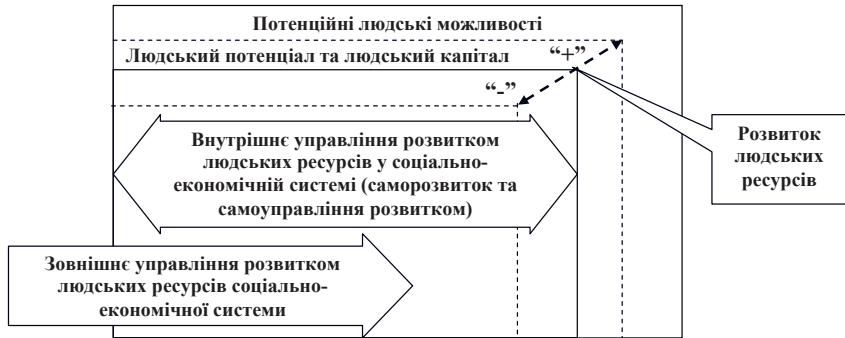 Потенційні людські можливості
Людський потенціал та людський капітал
“+”
“-”
Внутрішнє управління розвитком
людських ресурсів у соціально-
економічній системі (саморозвиток та
самоуправління розвитком)
Розвиток
людських
ресурсів
Зовнішнє управління розвитком
людських ресурсів соціально-
економічної системи